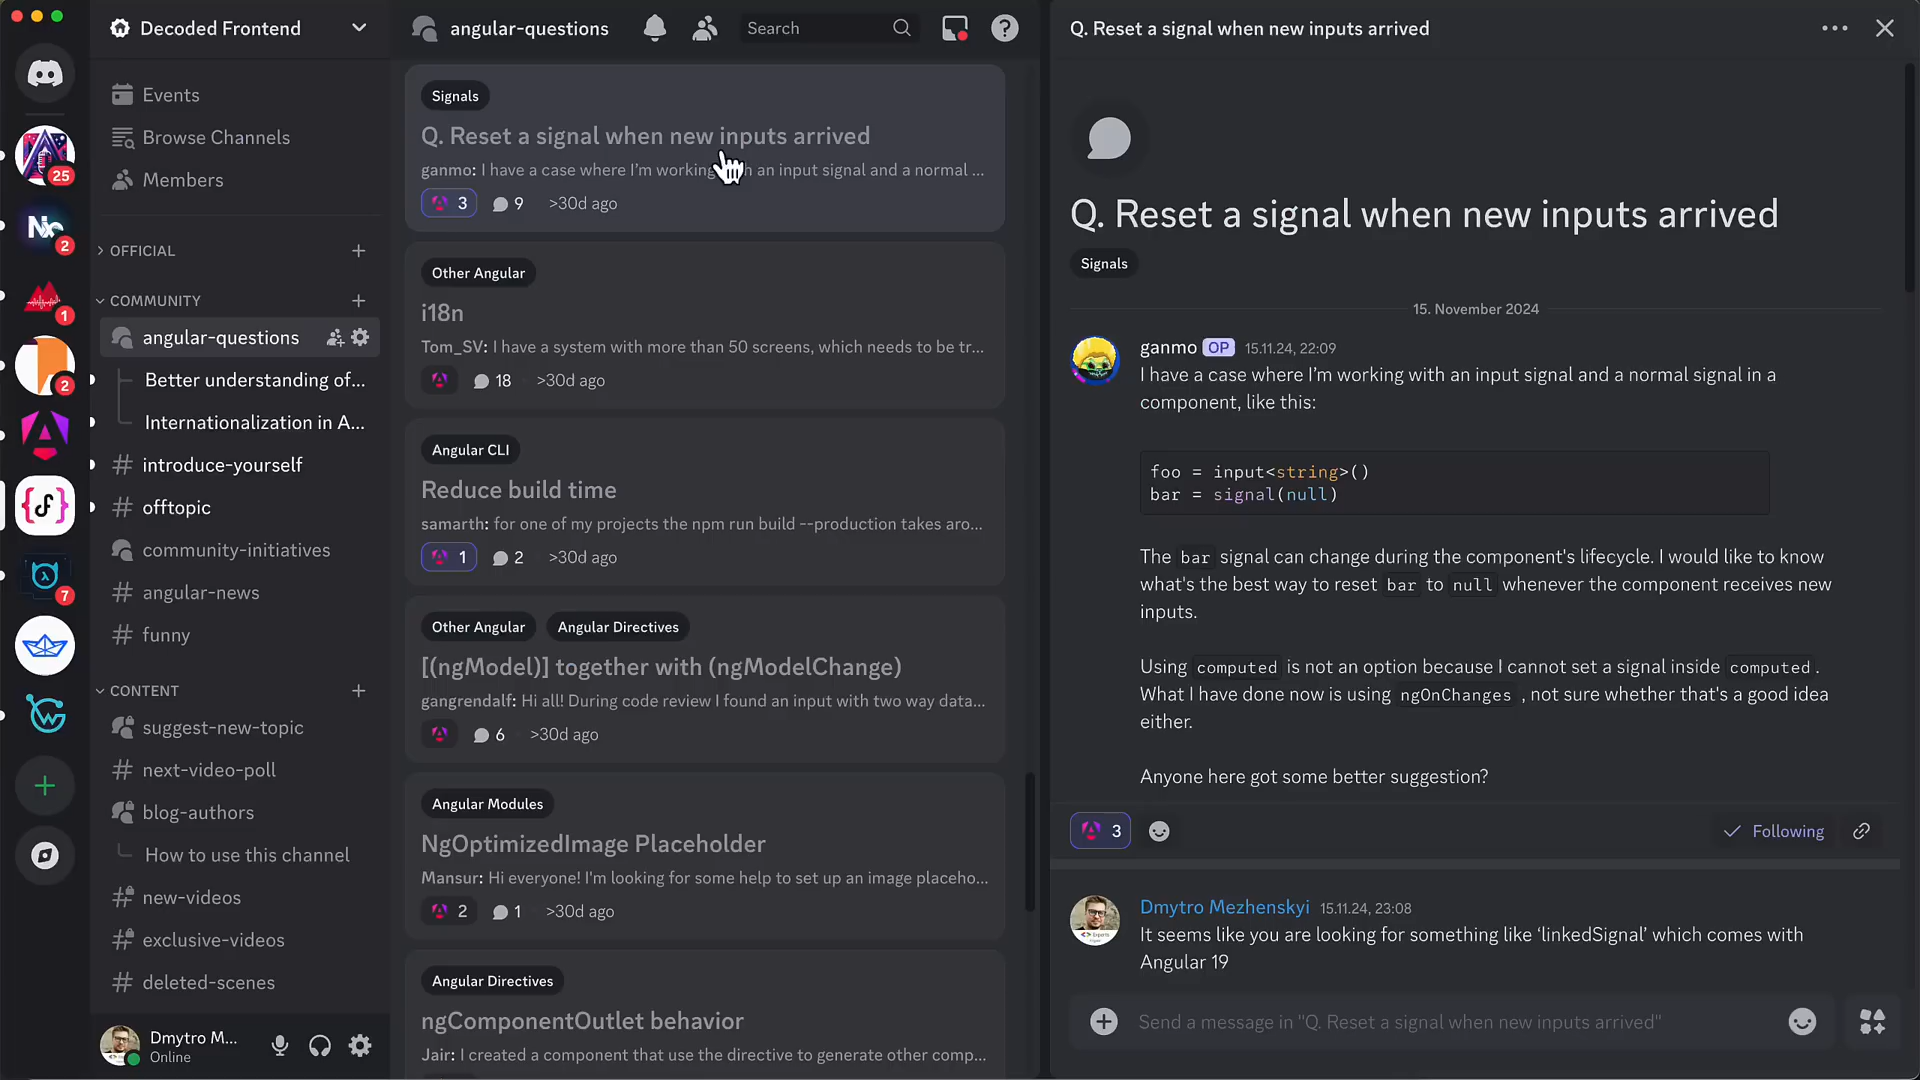 Decoded Frontend
Events
Browse Channels
Members
OFFICIAL
COMMUNITY
angular-questions
Better understanding of...
Internationalization in A...
introduce-yourself
offtopic
community-initiatives
angular-news
funny
CONTENT
suggest-new-topic
next-video-poll
blog-authors
How to use this channel
new-videos
exclusive-videos
deleted-scenes
Dmytro M...
Online
25
Nx
2
1
2
7
angular-questions
Search
Signals
Q. Reset a signal when new inputs arrived
ganmo: I have a case where I'm working an input signal and a normal ...
3 9 >30d ago
Other Angular
i18n
Tom_SV: I have a system with more than 50 screens, which needs to be tr...
18 >30d ago
Angular CLI
Reduce build time
samarth: for one of my projects the npm run build --production takes aro...
1 2 >30d ago
Other Angular Angular Directives
[(ngModel)] together with (ngModelChange)
gangrendalf: Hi all! During code review I found an input with two way data...
6 >30d ago
Angular Modules
NgOptimizedImage Placeholder
Mansur: Hi everyone! I'm looking for some help to set up an image placeho...
2 1 >30d ago
Angular Directives
ngComponentOutlet behavior
Jair: I created a component that use the directive to generate other comp...
Q. Reset a signal when new inputs arrived
Q. Reset a signal when new inputs arrived
Signals
15. November 2024
ganmo OP 15.11.24, 22:09
I have a case where I'm working with an input signal and a normal signal in a
component, like this:
foo = input<string>()
bar = signal(null)
The bar signal can change during the component's lifecycle. I would like to know
what's the best way to reset bar to null whenever the component receives new
inputs.
Using computed is not an option because I cannot set a signal inside computed.
What I have done now is using ngOnChanges, not sure whether that's a good idea
either.
Anyone here got some better suggestion?
3
Following
Dmytro Mezhenskyi 15.11.24, 23:08
It seems like you are looking for something like 'linkedSignal' which comes with
Angular 19
Send a message in "Q. Reset a signal when new inputs arrived"